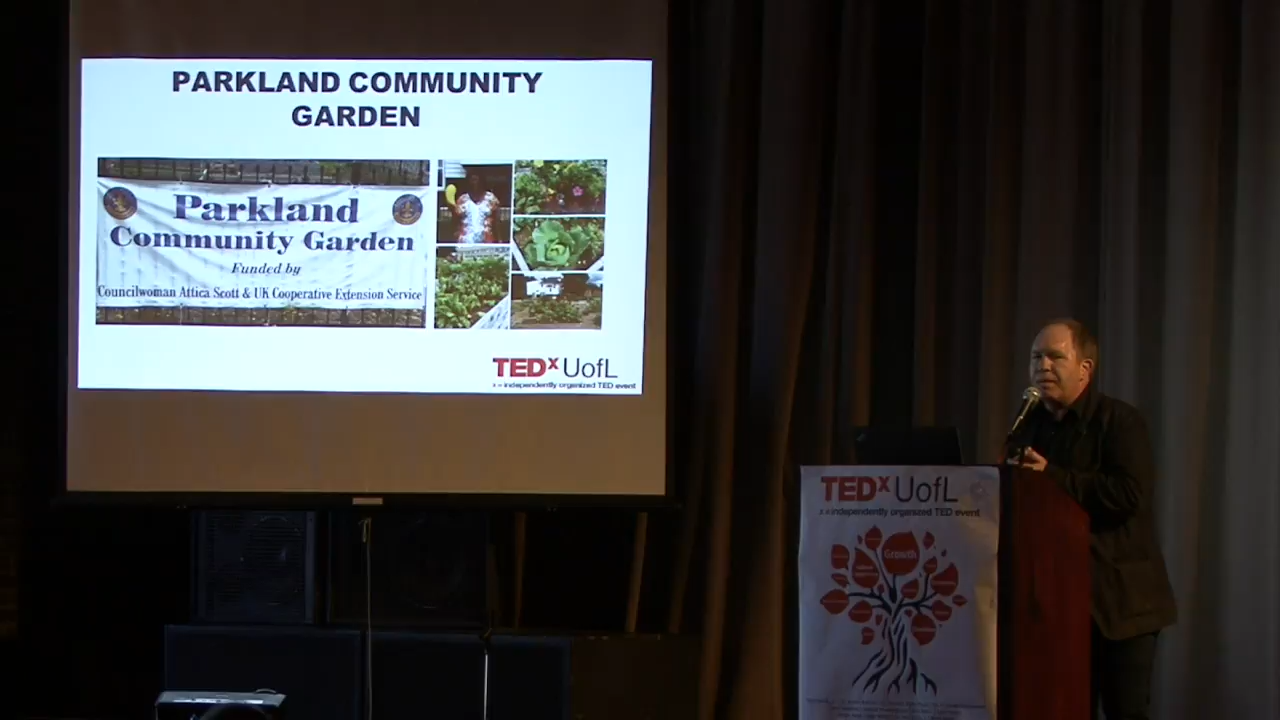 PARKLAND COMMUNITY
GARDEN
Parkland
Community Garden
Funded by
Councilwoman Attica Scott & UK Cooperative Extension Service
TEDx UofL
x = independently organized TED event
TEDx UofL
x = independently organized TED event
Growth